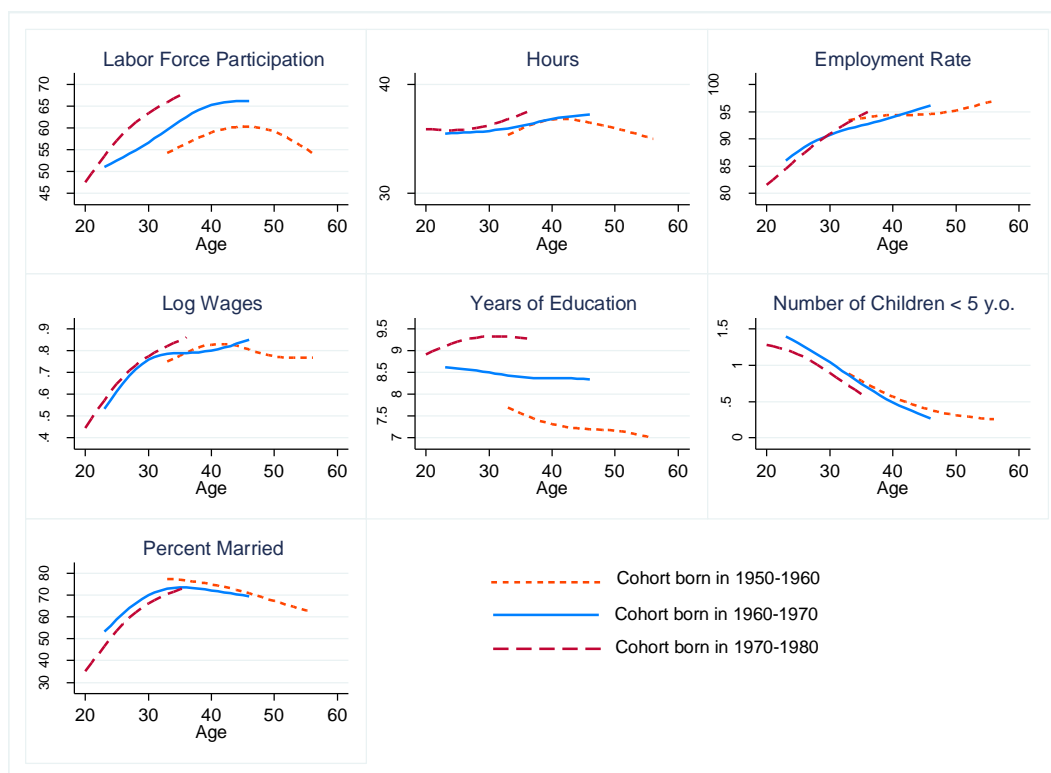 Labor Force Participation
70
65
60
55
50
45
20 30 40 50 60
Age
Hours
40
30
20 30 40 50 60
Age
Employment Rate
100
95
90
85
80
20 30 40 50 60
Age
Log Wages
.9
.8
.7
.6
.5
.4
20 30 40 50 60
Age
Years of Education
9.5
9
8.5
8
7.5
7
20 30 40 50 60
Age
Number of Children < 5 y.o.
1.5
1
.5
0
20 30 40 50 60
Age
Percent Married
80
70
60
50
40
30
20 30 40 50 60
Age
Cohort born in 1950-1960
Cohort born in 1960-1970
Cohort born in 1970-1980